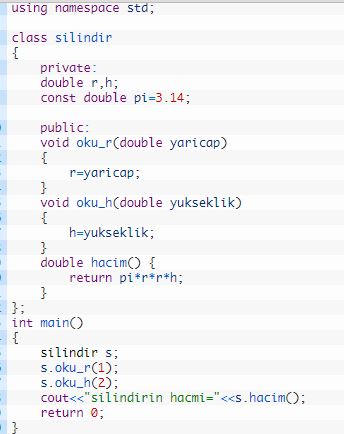 using namespace std;
class silindir
{
private:
double r,h;
const double pi=3.14;
public:
void oku_r(double yaricap)
{
r=yaricap;
}
void oku_h(double yukseklik)
{
h=yukseklik;
}
double hacim() {
return pi*r*r*h;
}
};
int main()
{
silindir s;
s.oku_r(1);
s.oku_h(2);
cout<<"silindirin hacmi="<<s.hacim();
return 0;
}